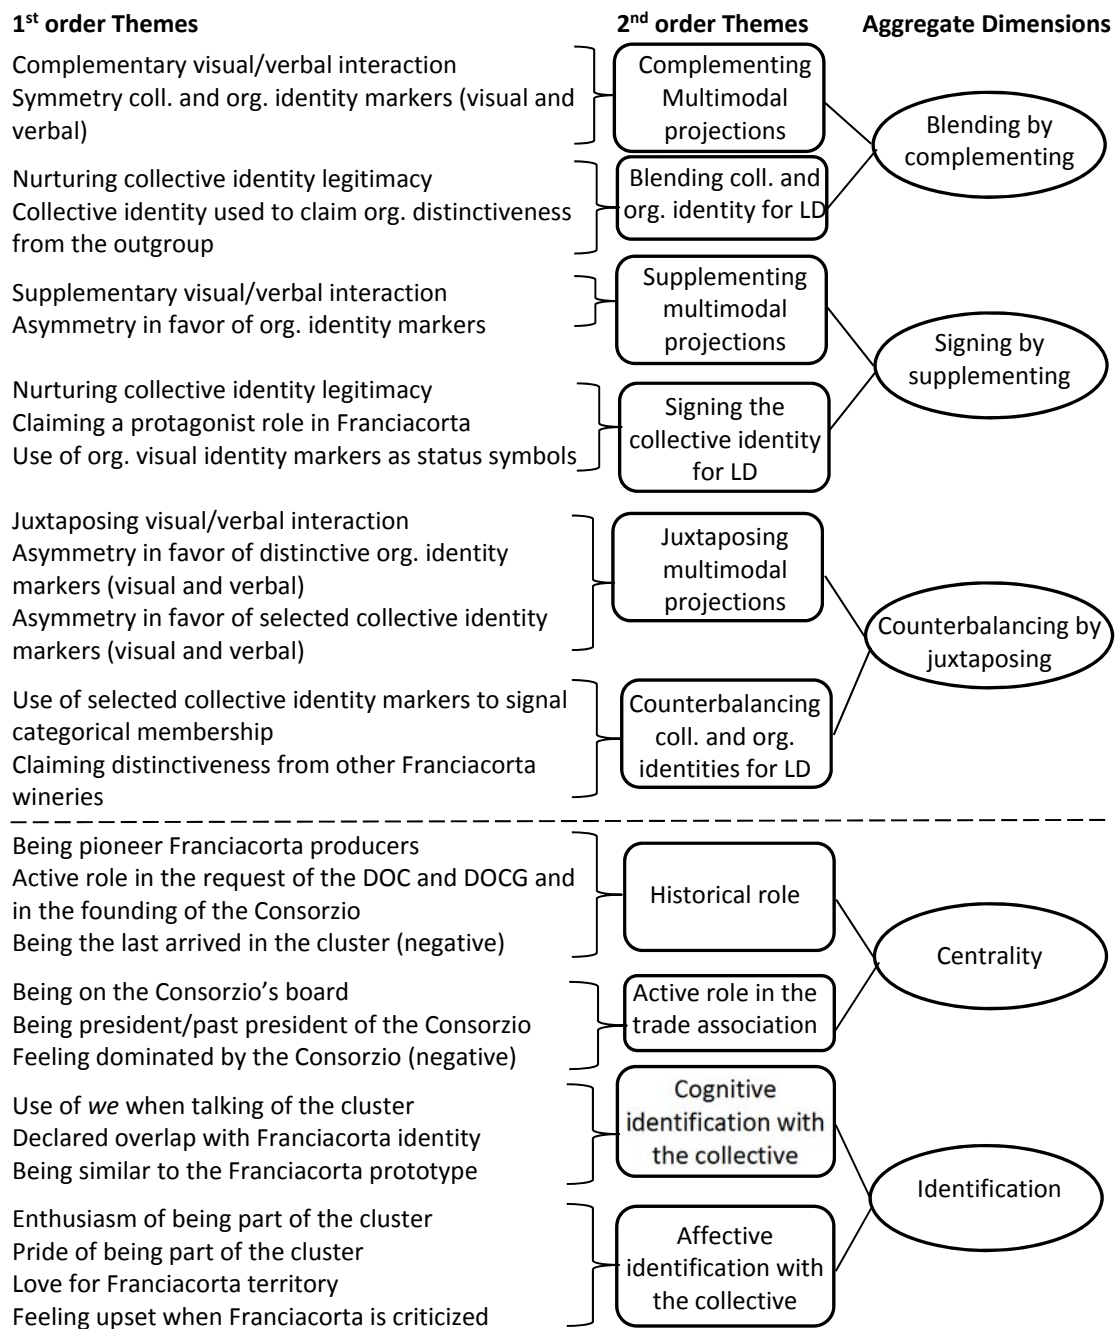 1st order Themes
2nd order Themes
Aggregate Dimensions
Complementary visual/verbal interaction
Symmetry coll. and org. identity markers (visual and
verbal)
Complementing
Multimodal
projections
Blending by
complementing
Nurturing collective identity legitimacy
Collective identity used to claim org. distinctiveness
from the outgroup
Blending coll. and
org. identity for LD
Supplementary visual/verbal interaction
Asymmetry in favor of org. identity markers
Supplementing
multimodal
projections
Signing by
supplementing
Nurturing collective identity legitimacy
Claiming a protagonist role in Franciacorta
Use of org. visual identity markers as status symbols
Signing the
collective identity
for LD
Juxtaposing visual/verbal interaction
Asymmetry in favor of distinctive org. identity
markers (visual and verbal)
Asymmetry in favor of selected collective identity
markers (visual and verbal)
Juxtaposing
multimodal
projections
Counterbalancing by
juxtaposing
Use of selected collective identity markers to signal
categorical membership
Claiming distinctiveness from other Franciacorta
wineries
Counterbalancing
coll. and org.
identities for LD
Being pioneer Franciacorta producers
Active role in the request of the DOC and DOCG and
in the founding of the Consorzio
Being the last arrived in the cluster (negative)
Historical role
Centrality
Being on the Consorzio's board
Being president/past president of the Consorzio
Feeling dominated by the Consorzio (negative)
Active role in the
trade association
Use of we when talking of the cluster
Declared overlap with Franciacorta identity
Being similar to the Franciacorta prototype
Cognitive
identification with
the collective
Identification
Enthusiasm of being part of the cluster
Pride of being part of the cluster
Love for Franciacorta territory
Feeling upset when Franciacorta is criticized
Affective
identification with
the collective